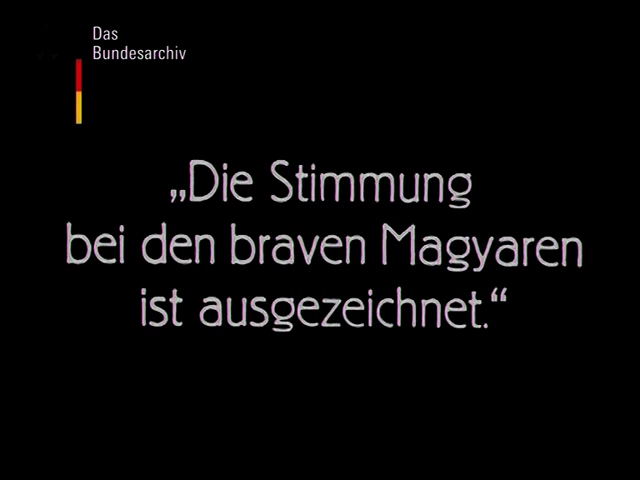 Das
Bundesarchiv
„Die Stimmung
bei den braven Magyaren
ist ausgezeichnet.“